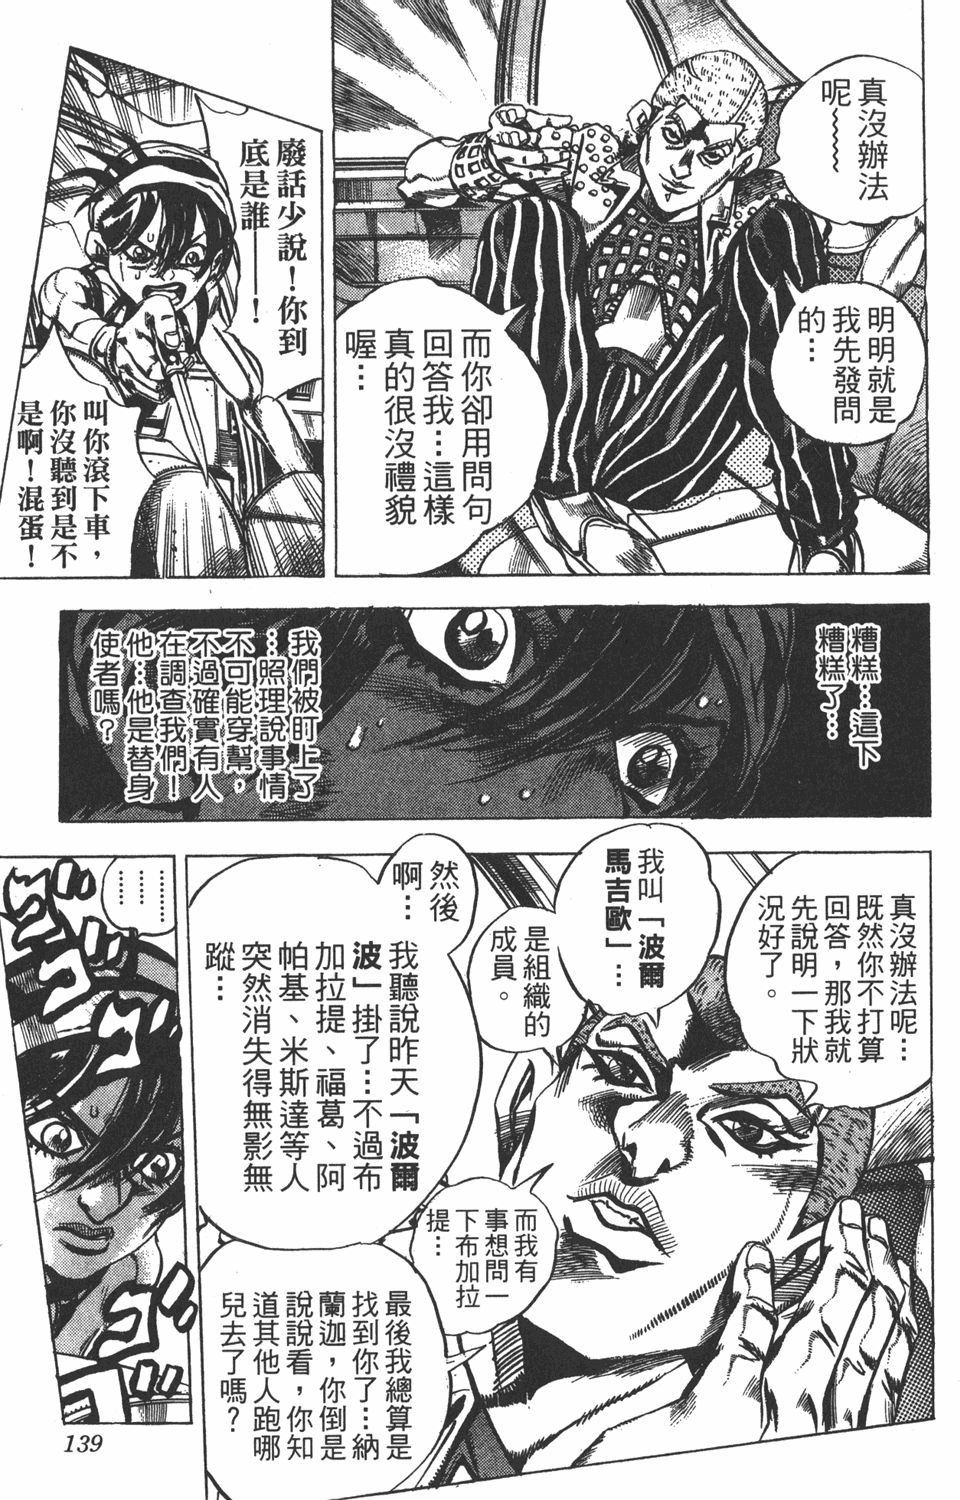 真沒辦法
呢～～～
明明就是
我先發問
的…
而你卻用問句
回答我…這樣
真的很沒禮貌
喔…
廢話少說！你到
底是誰——！
叫你滾下車，
你沒聽到是不
是啊！混蛋！
糟糕…這下
糟糕了…
我們被盯上了
…照理說事情
不可能穿幫，
不過確實有人
在調查我們！
他…他是替身
使者嗎？
真沒辦法呢…
既然你不打算
回答，那我就
先說明一下狀
況好了。
我叫「波爾
馬吉歐」…
是組織的
成員。
然後
啊…
我聽說昨天「波爾
波」掛了…不過布
加拉提、福葛、阿
帕基、米斯達等人
突然消失得無影無
蹤…
而我有
事想問一
下布加拉
提…
最後我總算是
找到你了…納
蘭迦，你倒是
說說看，你知
道其他人跑哪
兒去了嗎？
………
………
ゴゴゴゴ
139